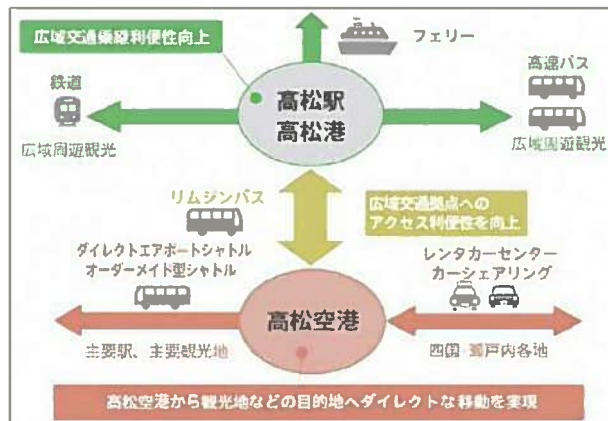 広域交通乗継利便性向上
フェリー
鉄道
広域周遊観光
高松駅
高松港
高速バス
広域周遊観光
リムジンバス
広域交通拠点への
アクセス利便性を向上
ダイレクトエアポートシャトル
オーダーメイド型シャトル
レンタカーセンター
カーシェアリング
高松空港
主要駅、主要観光地
四国・瀬戸内各地
高松空港から観光地などの目的地へダイレクトな移動を実現